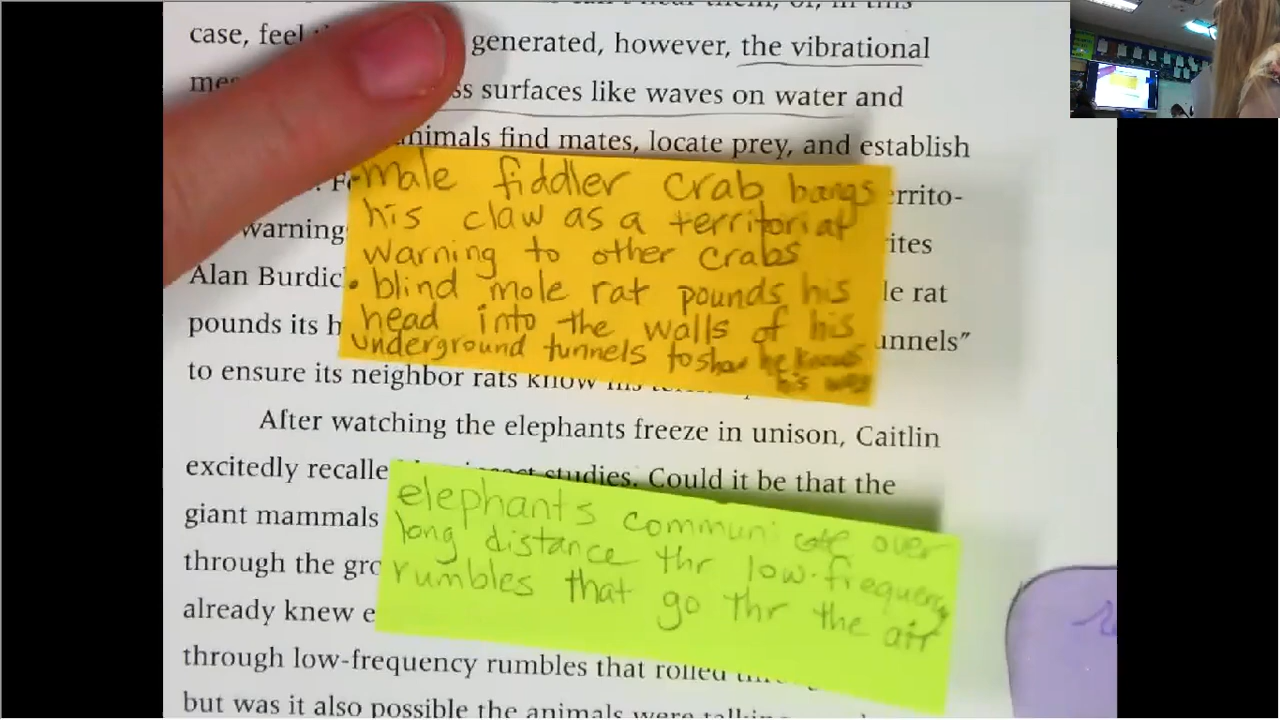 case, feel generated, however, the vibrational
ss surfaces like waves on water and
animals find mates, locate prey, and establish
-male fiddler crab bangs
his claw as a territorial
warning to other crabs
• blind mole rat pounds his
head into the walls of his
underground tunnels to show he knows
his way
errito-
warning ites
Alan Burdic le rat
pounds its h unnels”
to ensure its neighbor rats know
After watching the elephants freeze in unison, Caitlin
excitedly recalle studies. Could it be that the
giant mammals
through the gro
already knew e
elephants communicate over
long distance thr low-frequency
rumbles that go thr the air
through low-frequency rumbles that rolled
but was it also possible the animals were